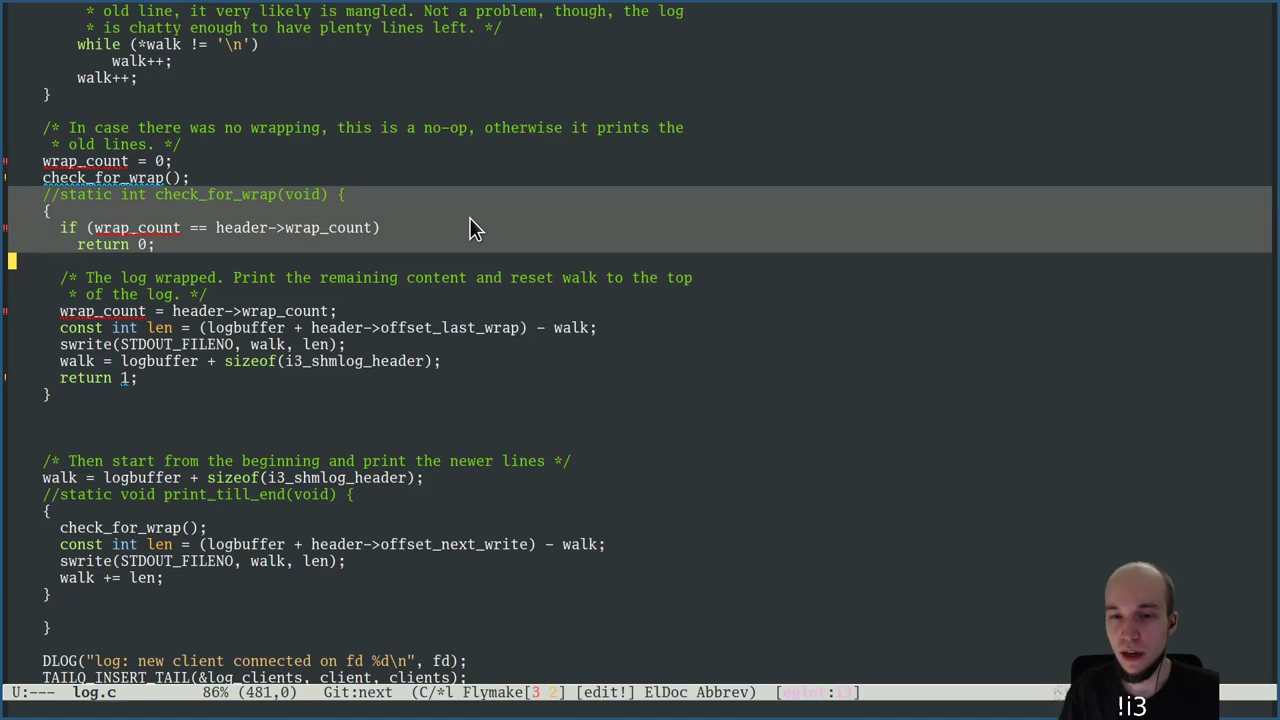 * old line, it very likely is mangled. Not a problem, though, the log
* is chatty enough to have plenty lines left. */
while (*walk != '\n')
walk++;
walk++;
}
/* In case there was no wrapping, this is a no-op, otherwise it prints the
* old lines. */
wrap_count = 0;
check_for_wrap();
//static int check_for_wrap(void) {
{
if (wrap_count == header->wrap_count)
return 0;
/* The log wrapped. Print the remaining content and reset walk to the top
* of the log. */
wrap_count = header->wrap_count;
const int len = (logbuffer + header->offset_last_wrap) - walk;
swrite(STDOUT_FILENO, walk, len);
walk = logbuffer + sizeof(i3_shmlog_header);
return 1;
}
/* Then start from the beginning and print the newer lines */
walk = logbuffer + sizeof(i3_shmlog_header);
//static void print_till_end(void) {
{
check_for_wrap();
const int len = (logbuffer + header->offset_next_write) - walk;
swrite(STDOUT_FILENO, walk, len);
walk += len;
}
}
DLOG("log: new client connected on fd %d\n", fd);
TAILQ_INSERT_TAIL(&log_clients, client, clients);
U:--- log.c 86% (481,0) Git:next (C/*l Flymake[3 2] [edit!] ElDoc Abbrev) [eglot:i3]
!i3